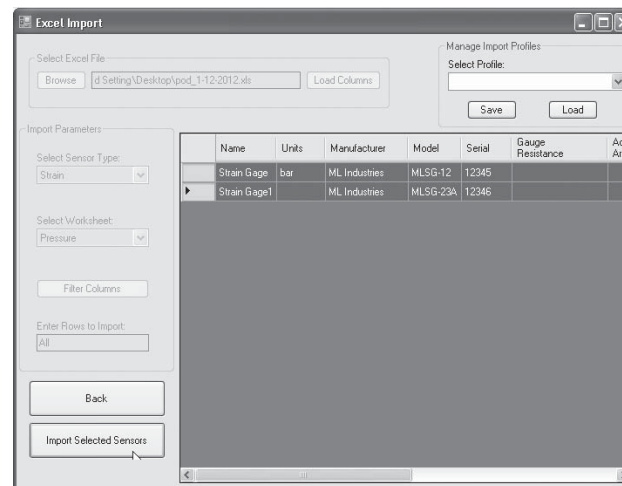 Excel Import
Select Excel File
Browse d Setting\Desktop\pod_1-12-2012.xls Load Columns
Manage Import Profiles
Select Profile:
Save Load
Import Parameters
Select Sensor Type:
Strain
Select Worksheet:
Pressure
Filter Columns
Enter Rows to Import:
All
Back
Import Selected Sensors
Name Units Manufacturer Model Serial Gauge Resistance
Strain Gage bar ML Industries MLSG-12 12345
Strain Gage1 bar ML Industries MLSG-23A 12346